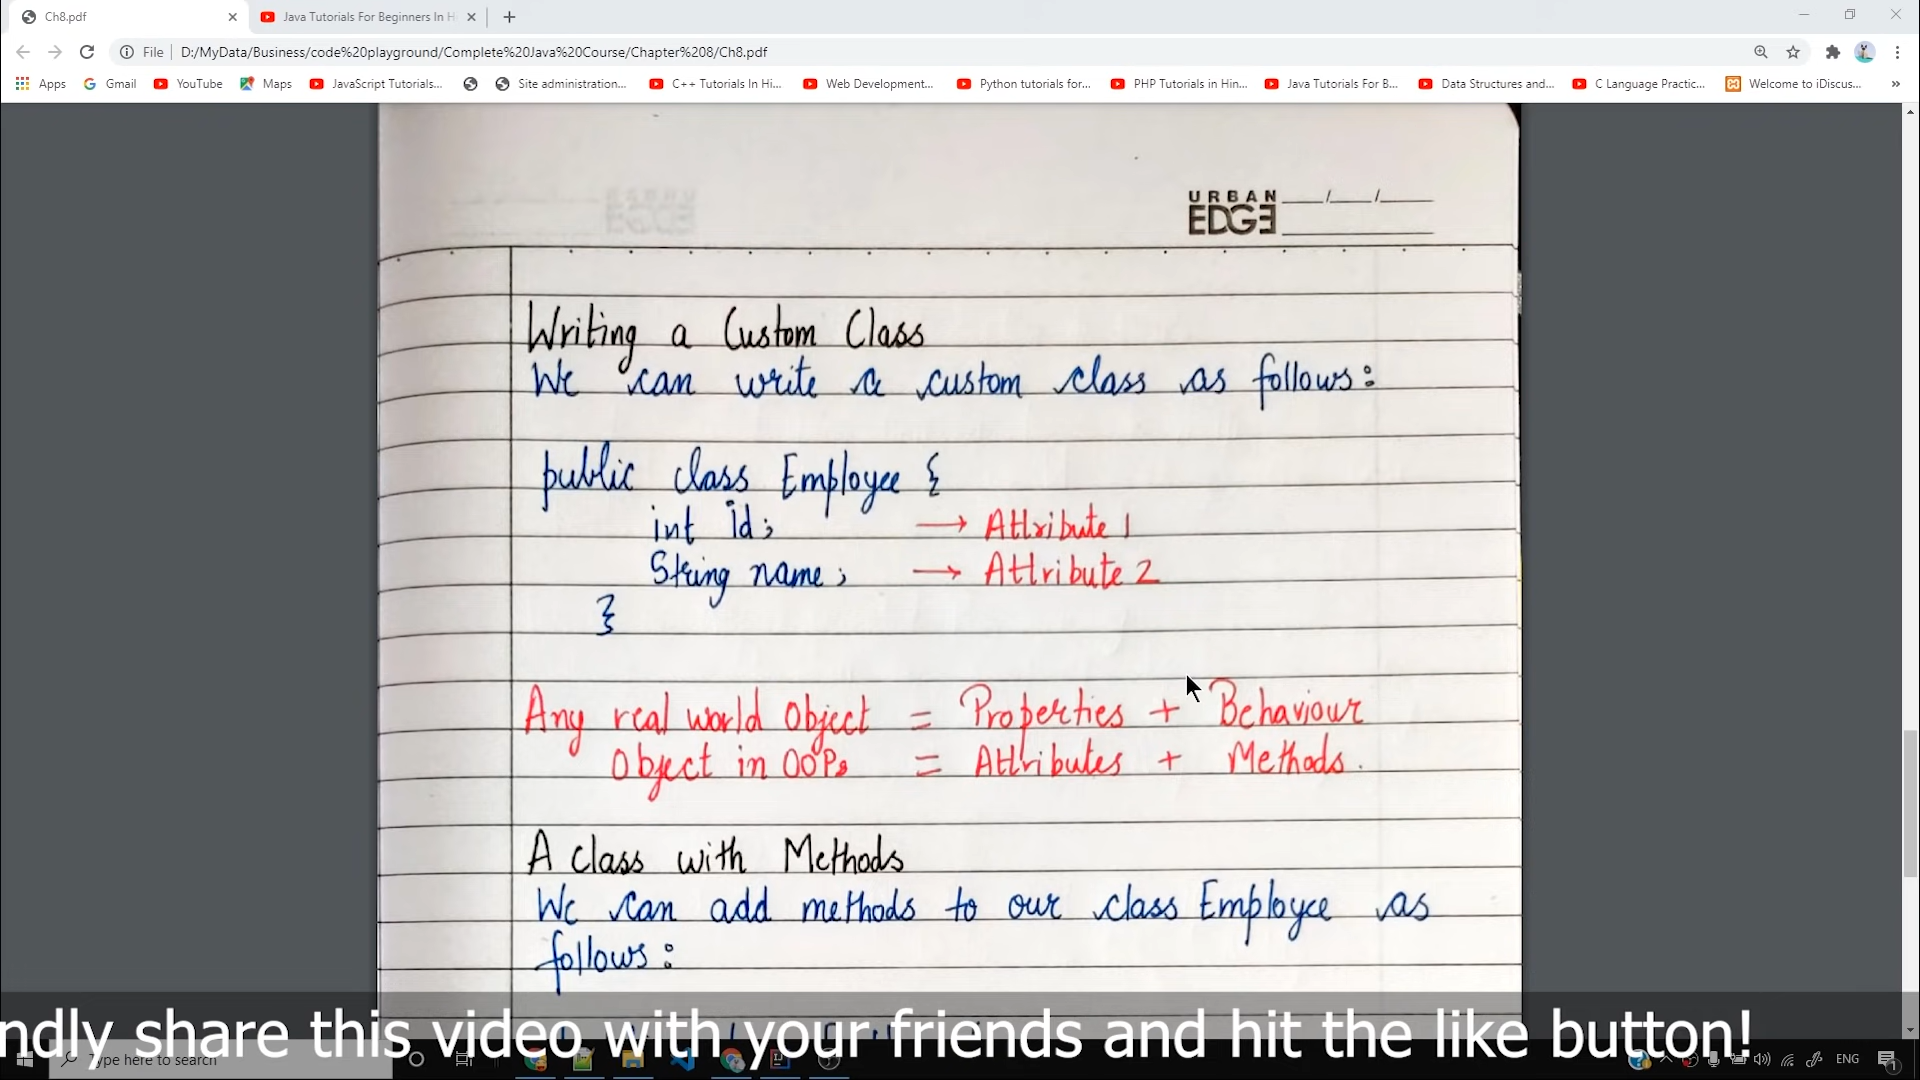 Ch8.pdf
Java Tutorials For Beginners In H
File D:/MyData/Business/code%20playground/Complete%20Java%20Course/Chapter%208/Ch8.pdf
Apps Gmail YouTube Maps JavaScript Tutorials... Site administration... C++ Tutorials In Hi... Web Development... Python tutorials for... PHP Tutorials in Hin... Java Tutorials For B... Data Structures and... C Language Practic... Welcome to iDiscus... »
URBAN
EDGE
Writing a Custom Class
We can write a custom class as follows:
public class Employee {
int id; → Attribute 1
String name; → Attribute 2
}
Any real world Object = Properties + Behaviour
Object in OOPs = Attributes + Methods.
A class with Methods
We can add methods to our class Employee as
follows:
ndly share this video with your friends and hit the like button!
Type here to search
ENG